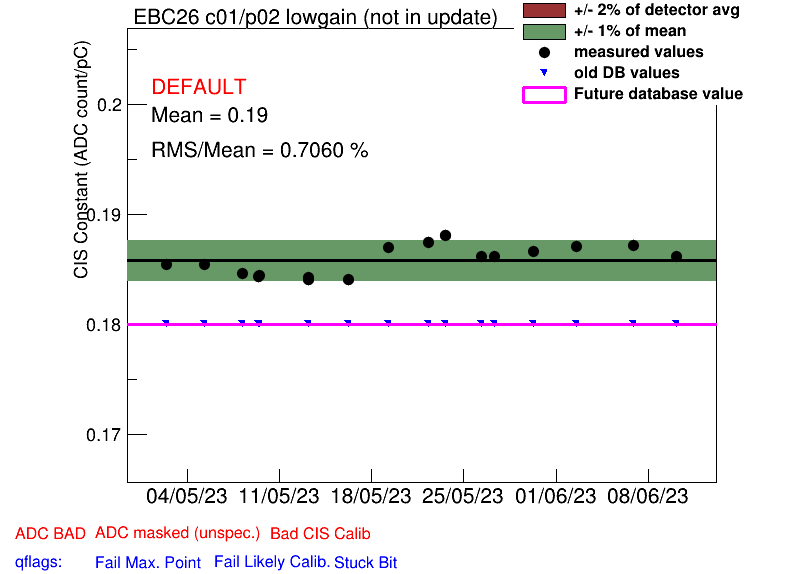 EBC26 c01/p02 lowgain (not in update)
+/- 2% of detector avg
+/- 1% of mean
measured values
old DB values
Future database value
DEFAULT
Mean = 0.19
RMS/Mean = 0.7060 %
CIS Constant (ADC count/pC)
0.2
0.19
0.18
0.17
04/05/23 11/05/23 18/05/23 25/05/23 01/06/23 08/06/23
ADC BAD ADC masked (unspec.) Bad CIS Calib
qflags: Fail Max. Point Fail Likely Calib. Stuck Bit